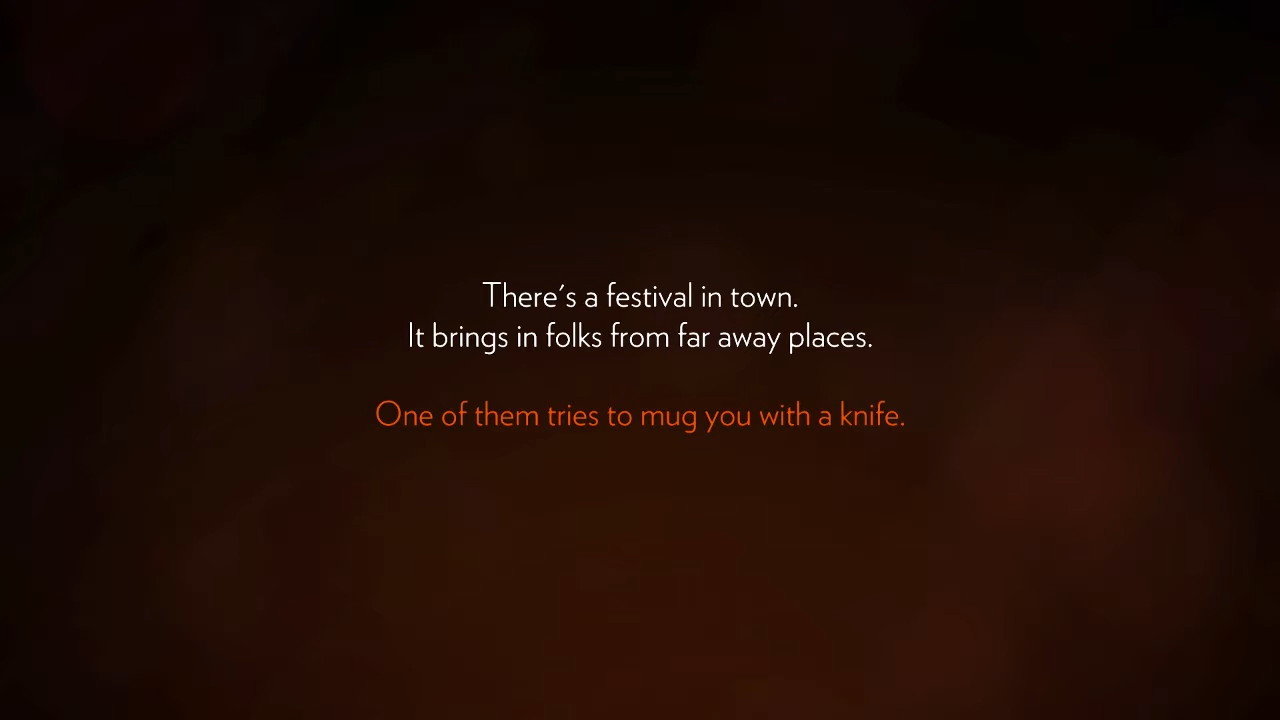 There's a festival in town.
It brings in folks from far away places.
One of them tries to mug you with a knife.